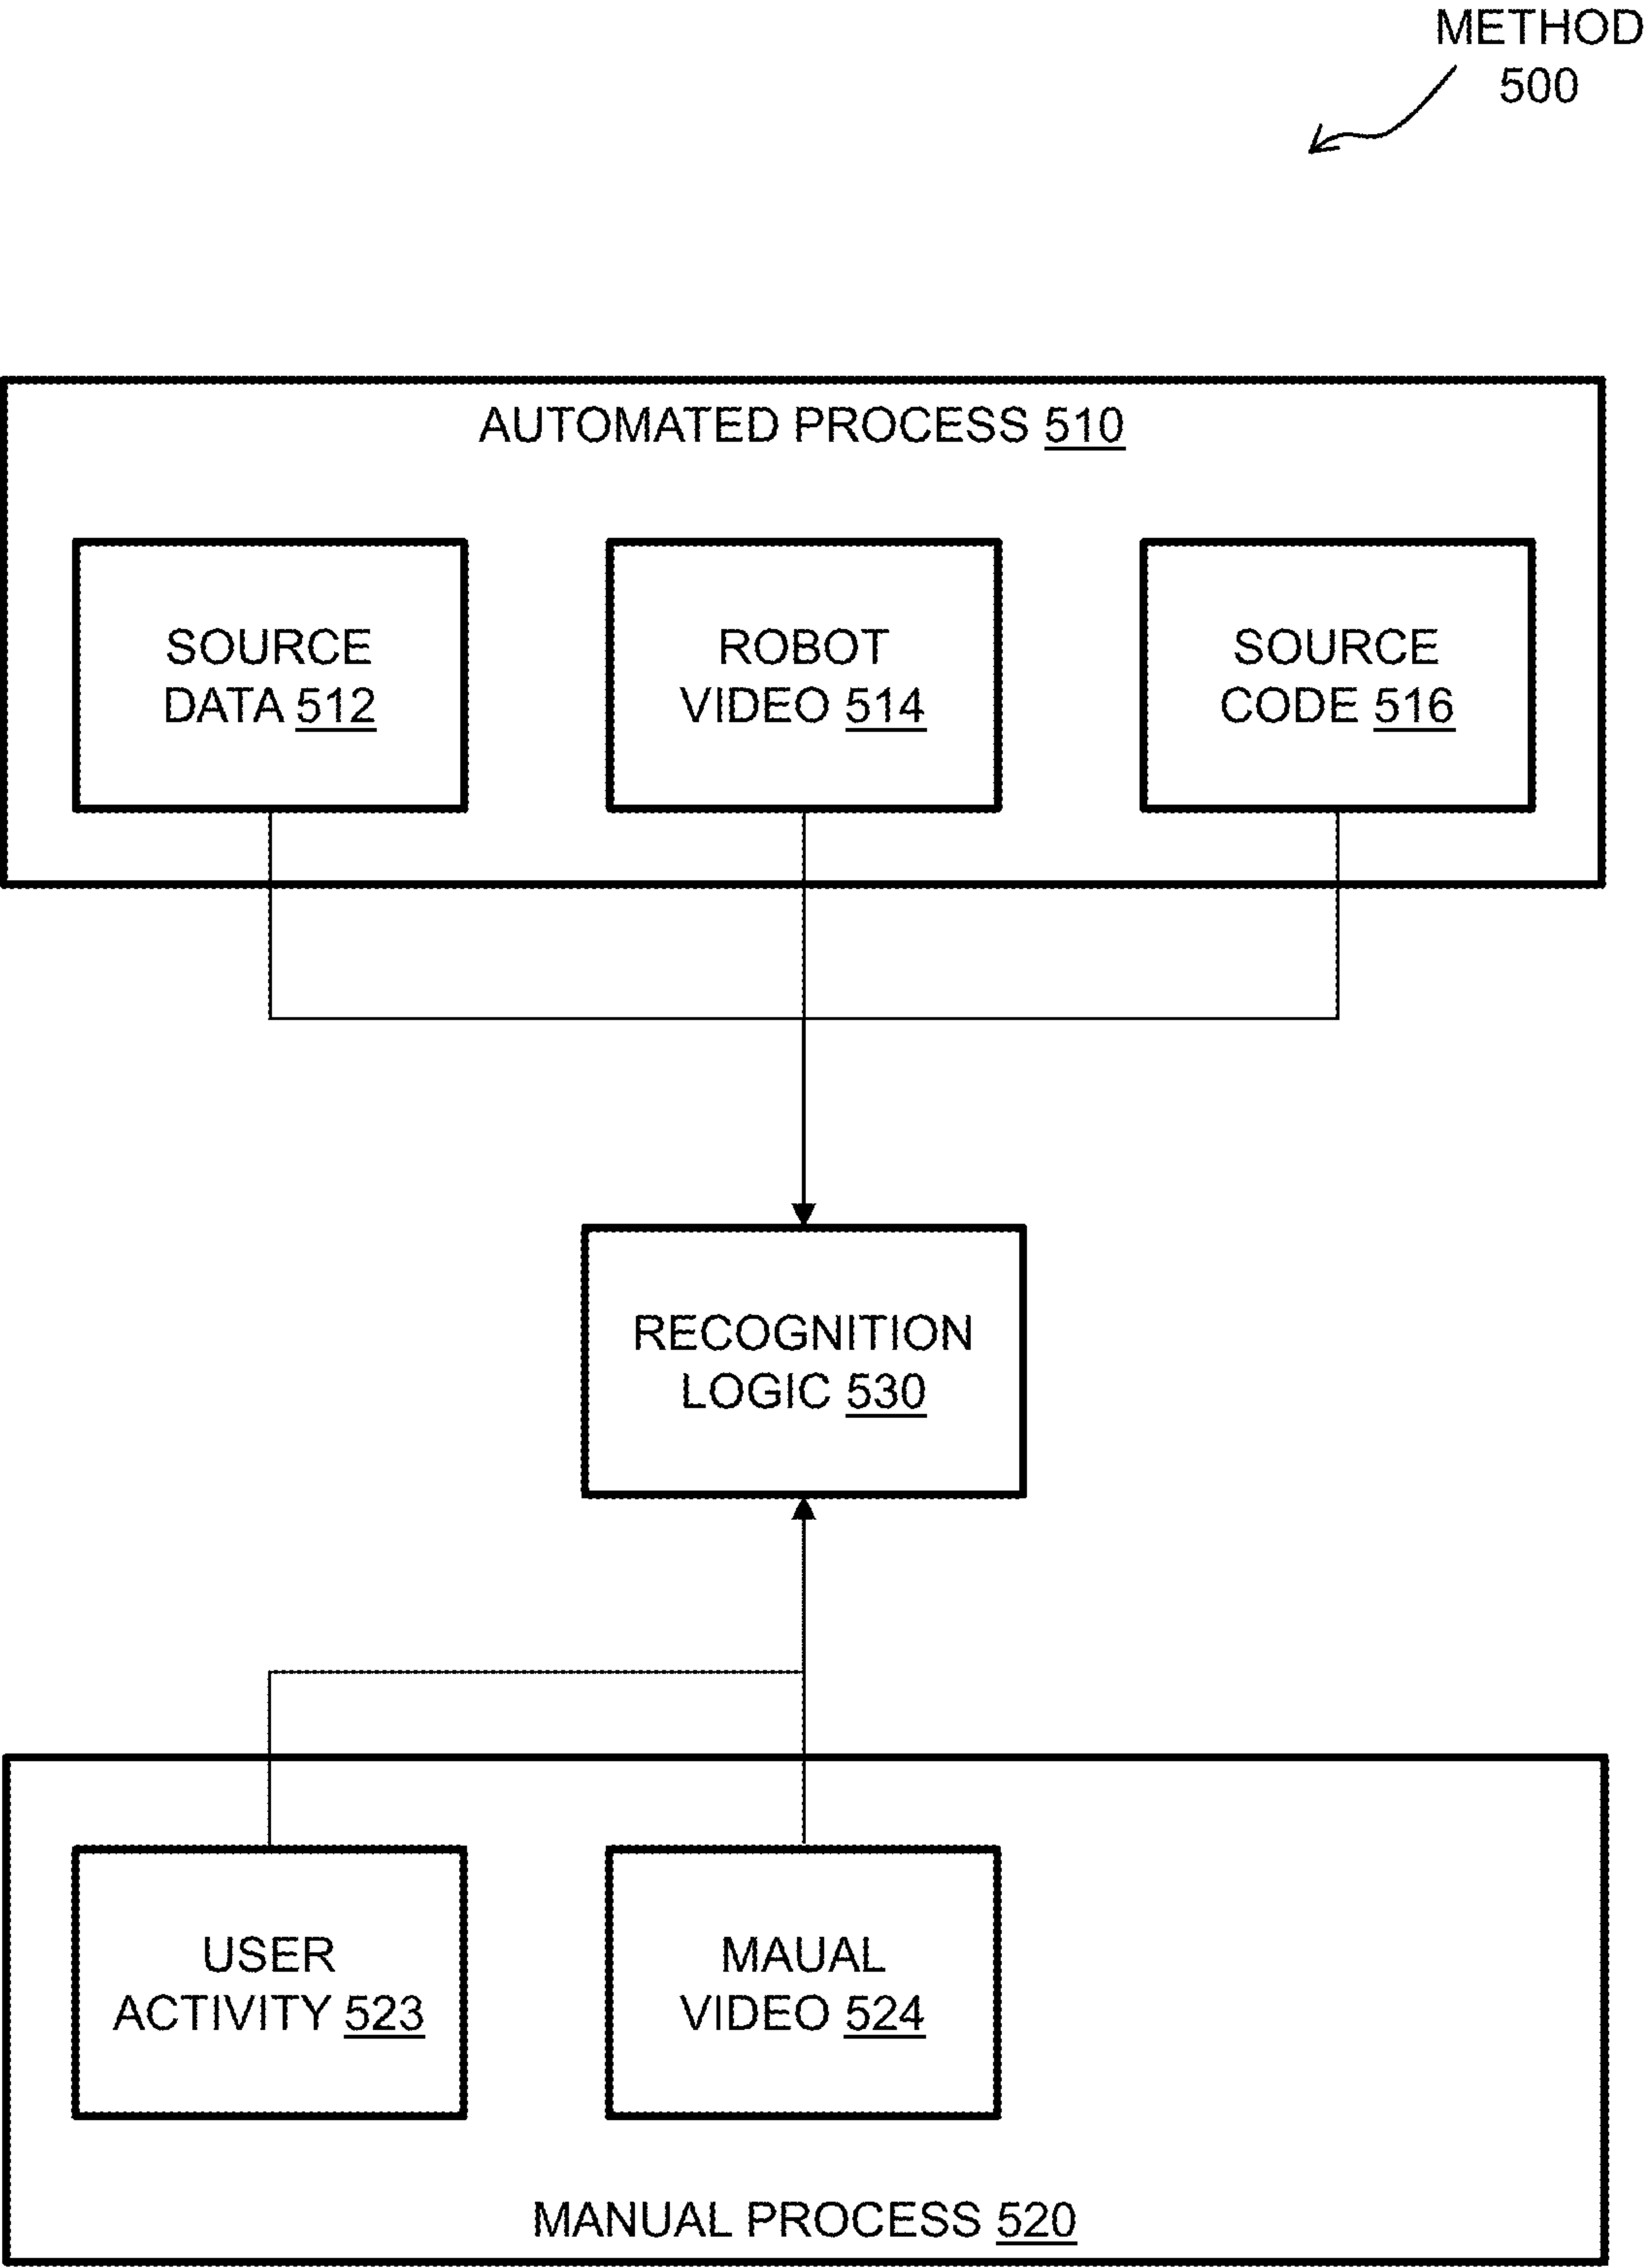 METHOD
500
AUTOMATED PROCESS 510
SOURCE
DATA 512
ROBOT
VIDEO 514
SOURCE
CODE 516
RECOGNITION
LOGIC 530
USER
ACTIVITY 523
MAUAL
VIDEO 524
MANUAL PROCESS 520